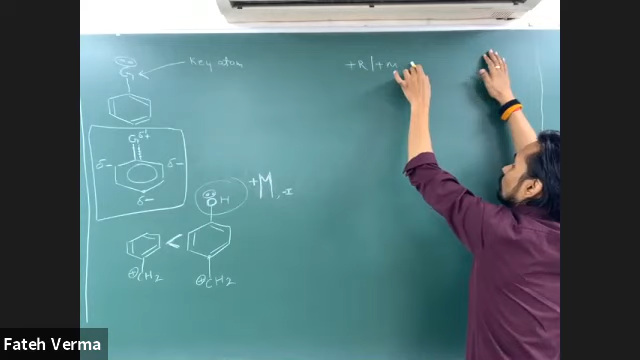 Key atom
+R|+M
δ+
δ- δ-
δ-
OH
+M, -I
<
⊕CH2 ⊕CH2
Fateh Verma